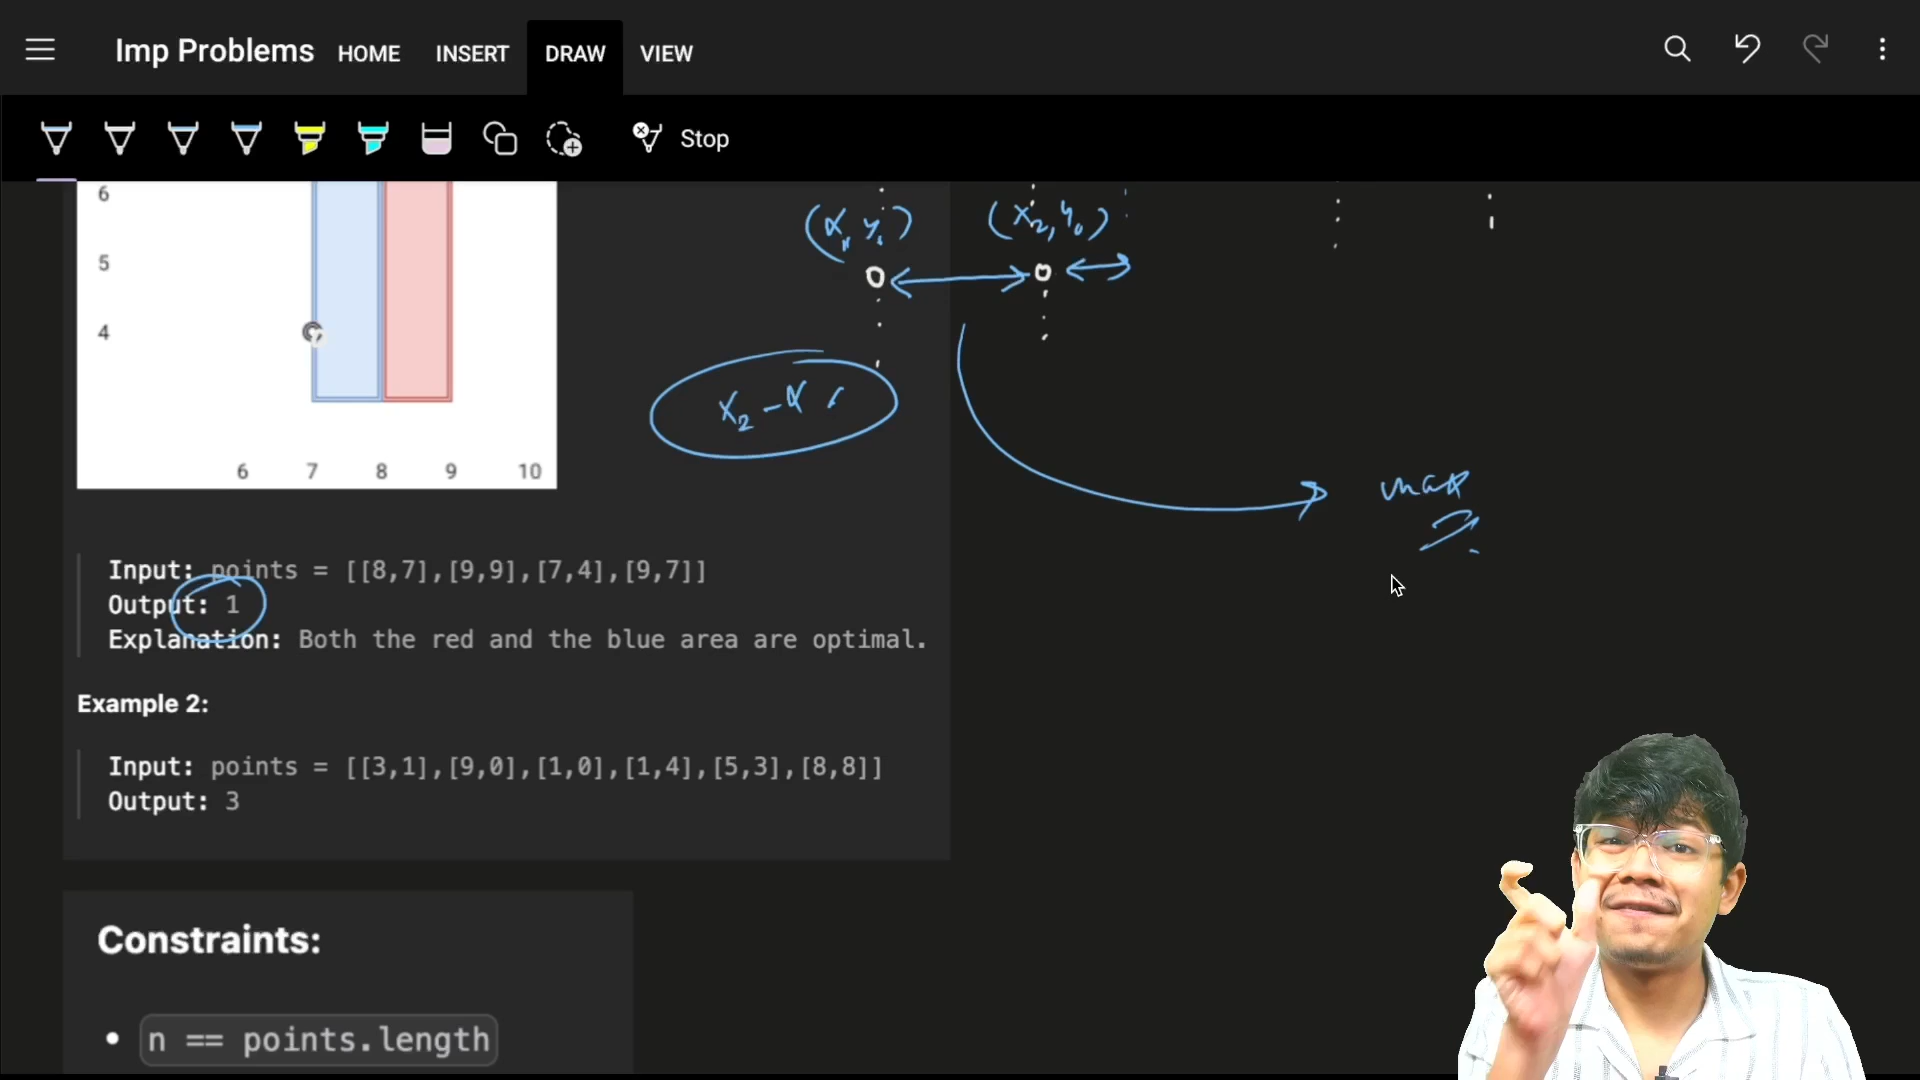 Imp Problems HOME INSERT DRAW VIEW
Stop
6
5
4
6 7 8 9 10
(x₁, y₁) (x₂, y₀)
x₂ - x₁
max
Input: points = [[8,7],[9,9],[7,4],[9,7]]
Output: 1
Explanation: Both the red and the blue area are optimal.
Example 2:
Input: points = [[3,1],[9,0],[1,0],[1,4],[5,3],[8,8]]
Output: 3
Constraints:
• n == points.length